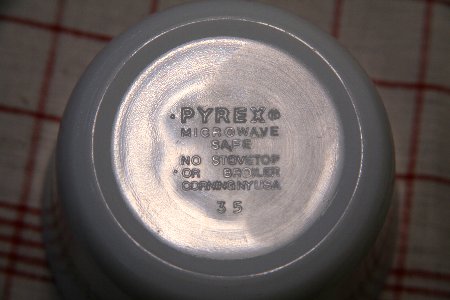 PYREX®
MICROWAVE
SAFE
NO STOVETOP
OR BROILER
CORNING NY USA
35